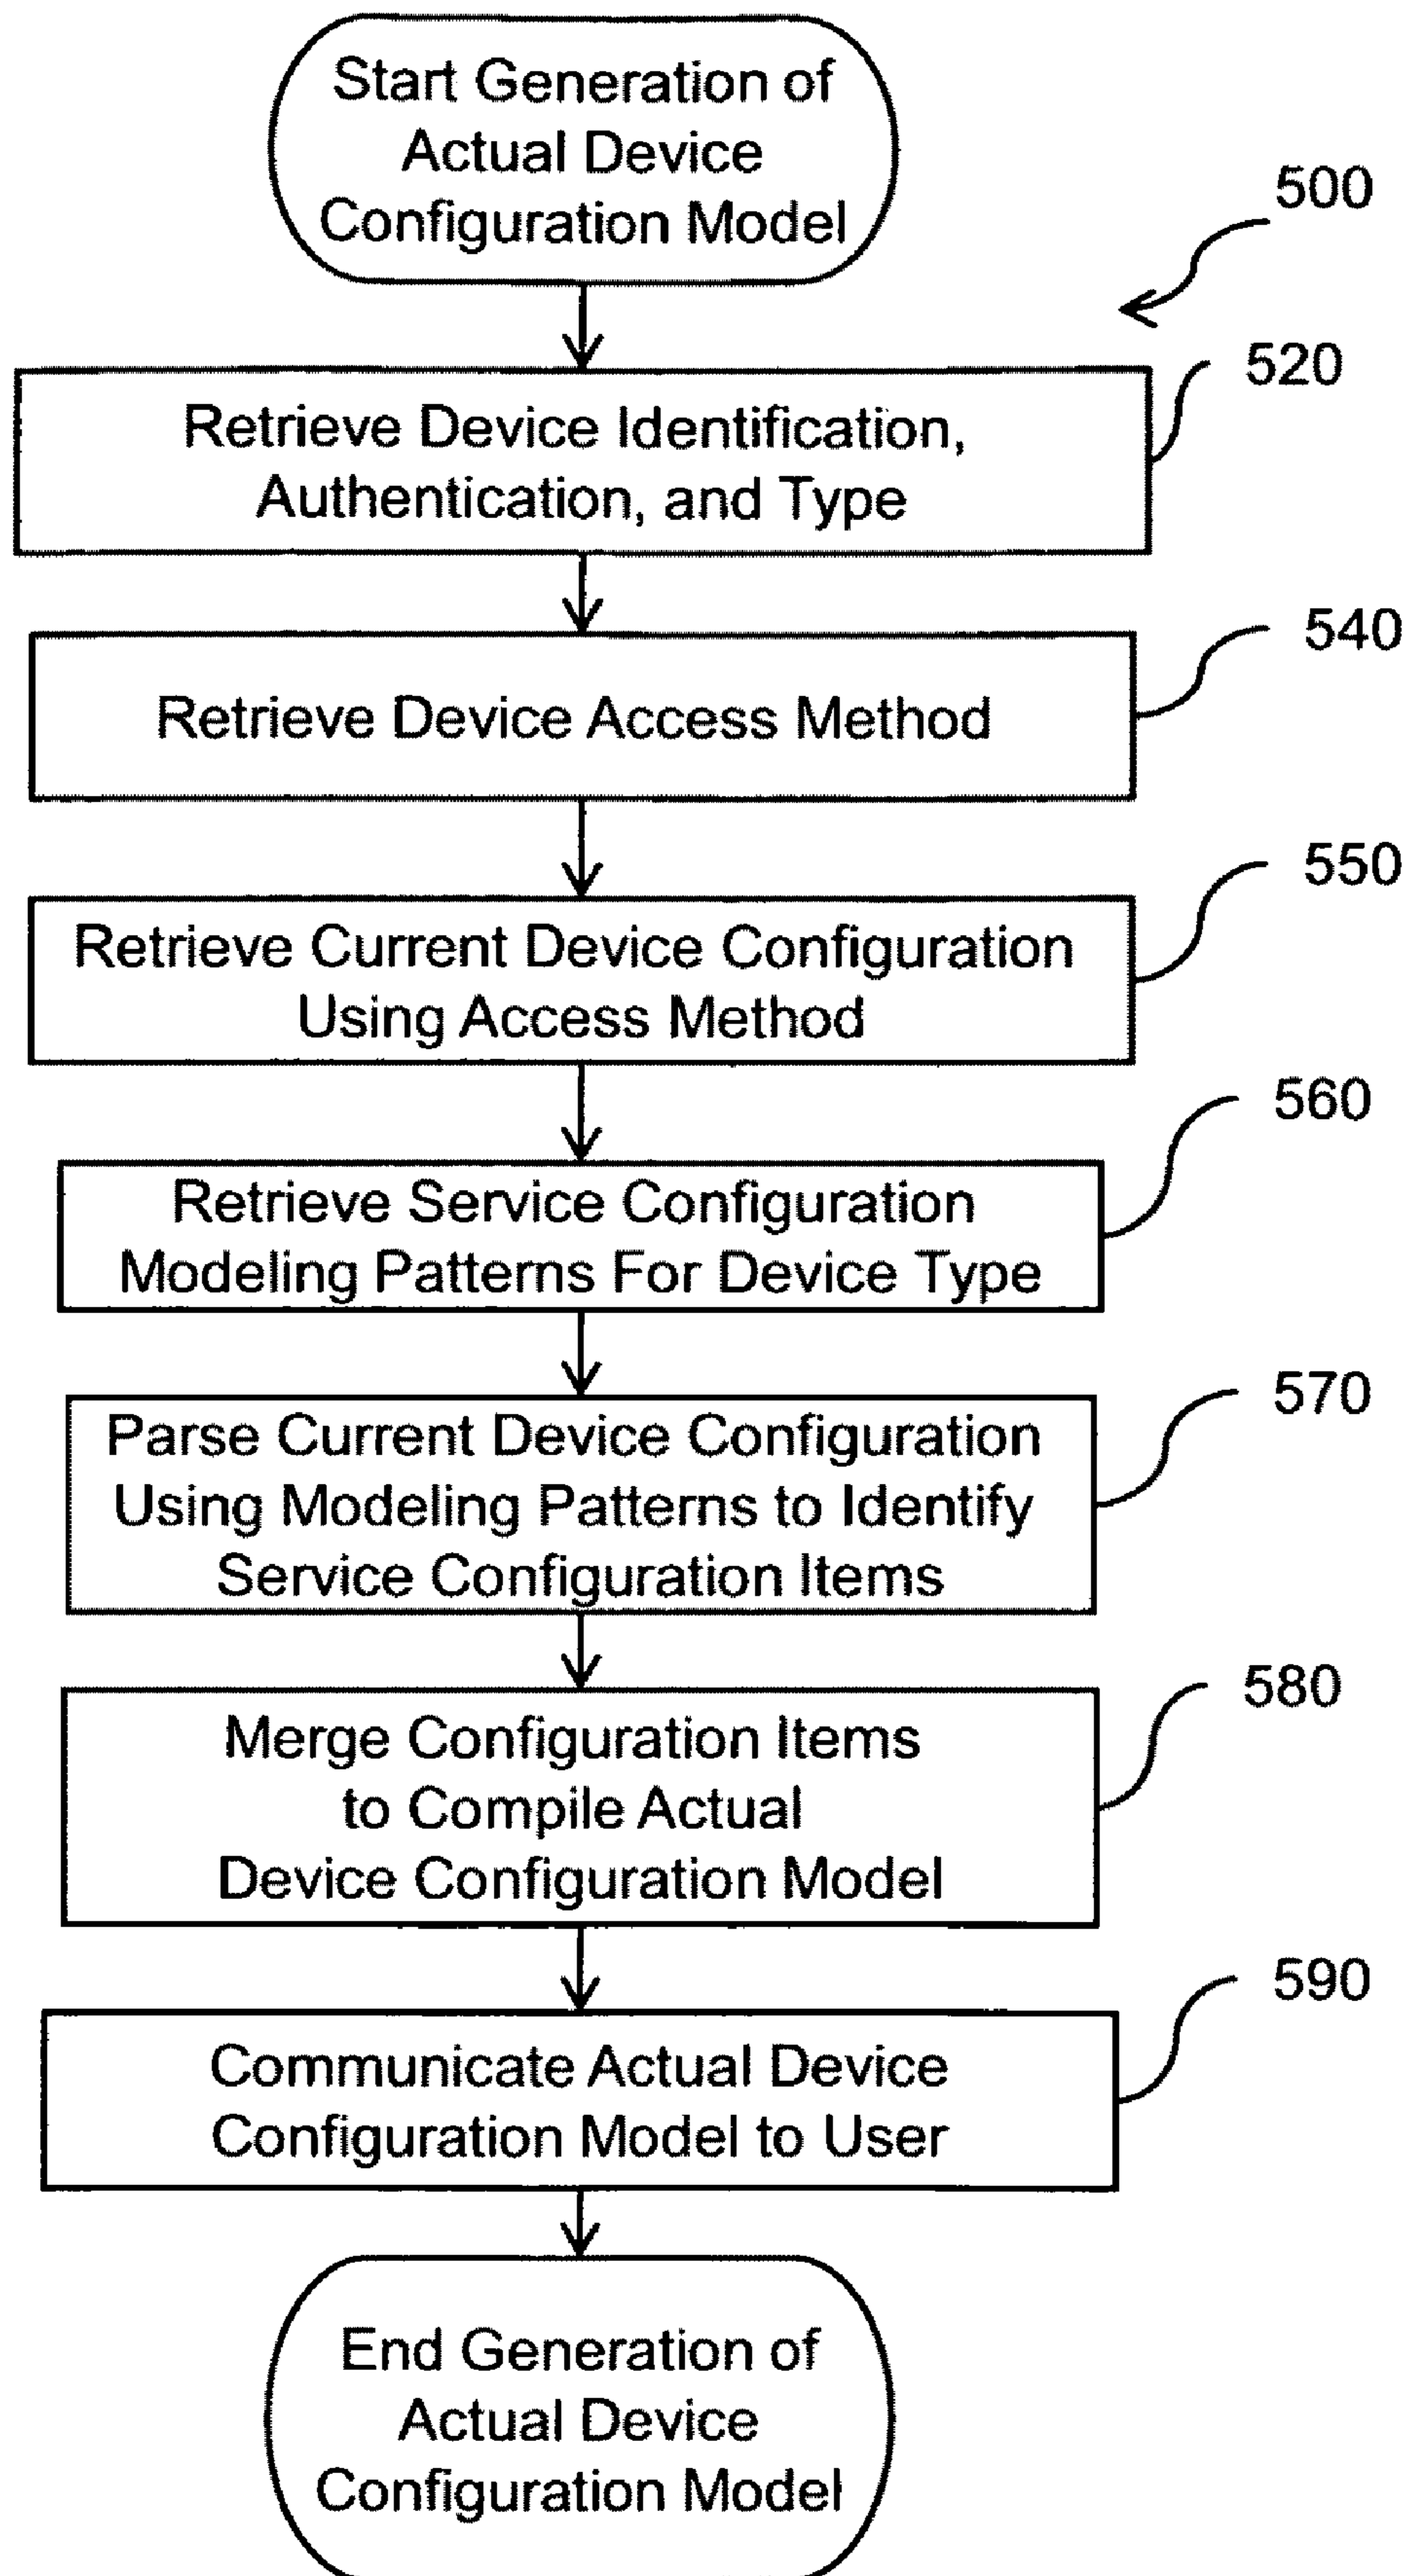 Start Generation of
Actual Device
Configuration Model
500
520
Retrieve Device Identification,
Authentication, and Type
540
Retrieve Device Access Method
550
Retrieve Current Device Configuration
Using Access Method
560
Retrieve Service Configuration
Modeling Patterns For Device Type
570
Parse Current Device Configuration
Using Modeling Patterns to Identify
Service Configuration Items
580
Merge Configuration Items
to Compile Actual
Device Configuration Model
590
Communicate Actual Device
Configuration Model to User
End Generation of
Actual Device
Configuration Model